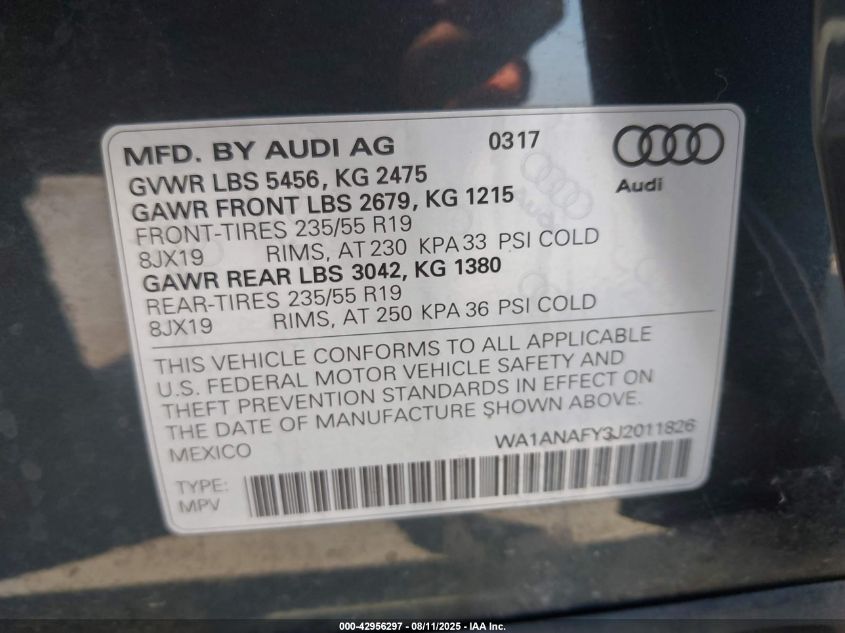 MFD. BY AUDI AG 0317
Audi
GVWR LBS 5456, KG 2475
GAWR FRONT LBS 2679, KG 1215
FRONT-TIRES 235/55 R19
8JX19 RIMS, AT 230 KPA 33 PSI COLD
GAWR REAR LBS 3042, KG 1380
REAR-TIRES 235/55 R19
8JX19 RIMS, AT 250 KPA 36 PSI COLD
THIS VEHICLE CONFORMS TO ALL APPLICABLE
U.S. FEDERAL MOTOR VEHICLE SAFETY AND
THEFT PREVENTION STANDARDS IN EFFECT ON
THE DATE OF MANUFACTURE SHOWN ABOVE.
MEXICO WA1ANAFY3J2011826
TYPE:
MPV
000-42956297 - 08/11/2025 - IAA Inc.